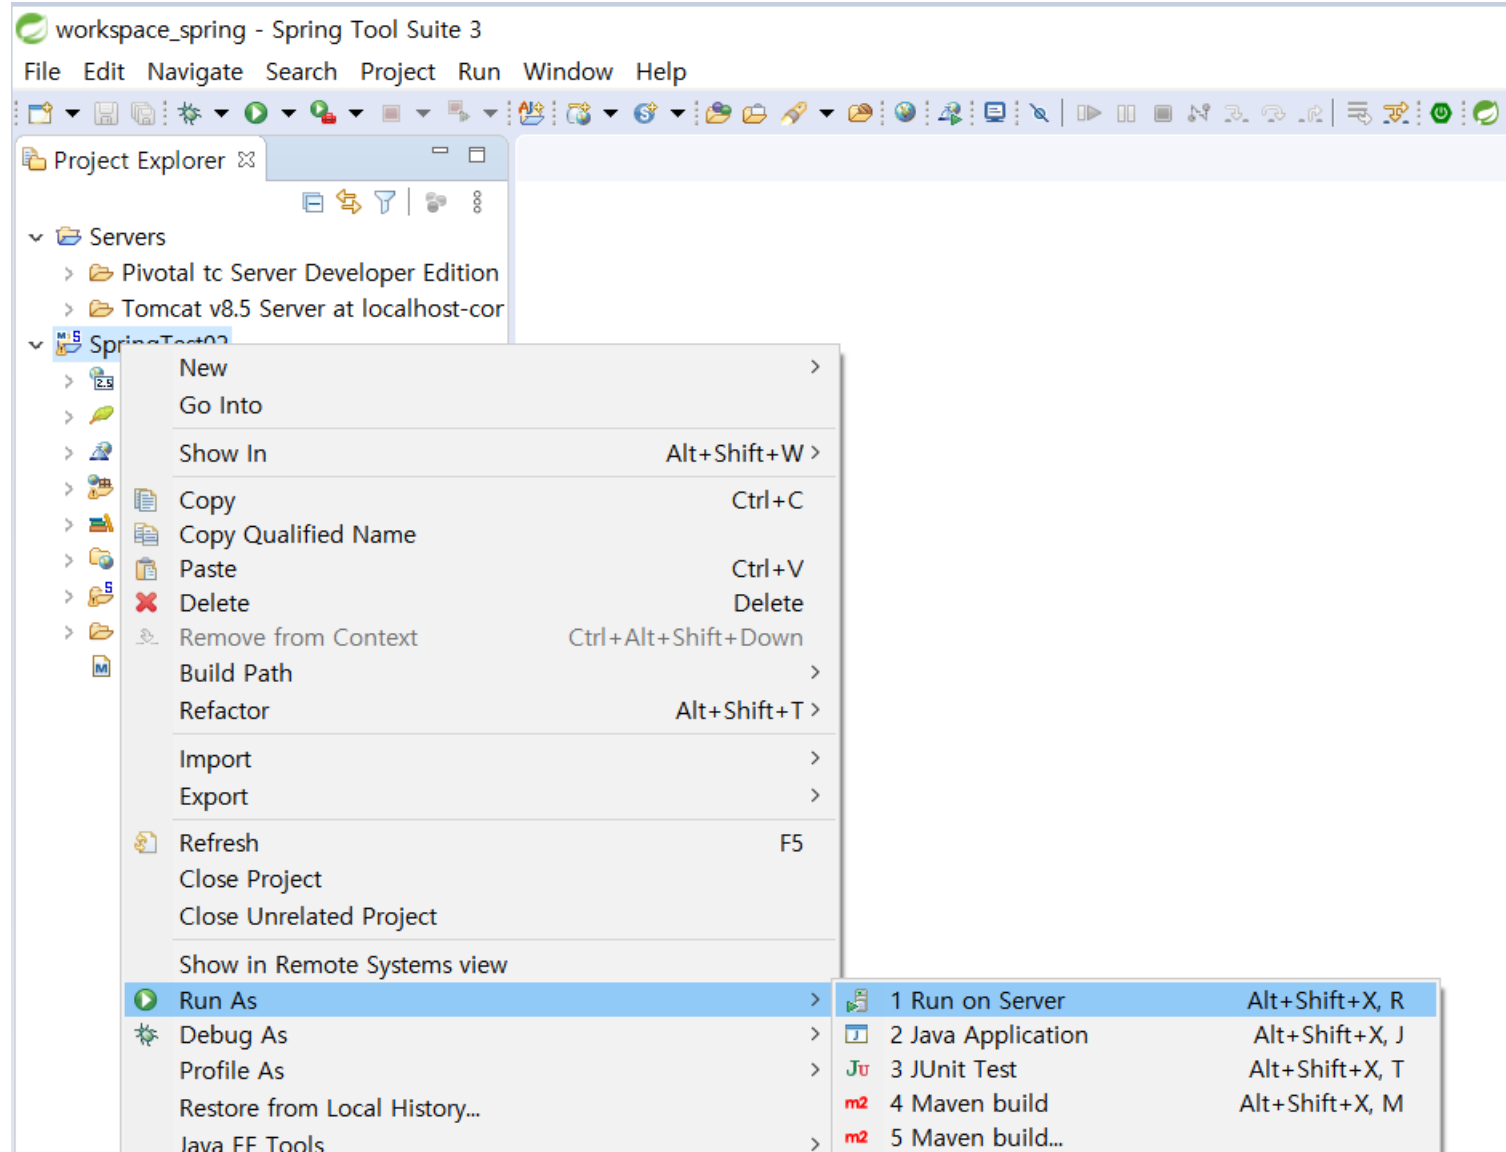 workspace_spring - Spring Tool Suite 3
File Edit Navigate Search Project Run Window Help
Project Explorer
Servers
Pivotal tc Server Developer Edition
Tomcat v8.5 Server at localhost-cor
SpringTest02
New
Go Into
Show In Alt+Shift+W
Copy Ctrl+C
Copy Qualified Name
Paste Ctrl+V
Delete Delete
Remove from Context Ctrl+Alt+Shift+Down
Build Path
Refactor Alt+Shift+T
Import
Export
Refresh F5
Close Project
Close Unrelated Project
Show in Remote Systems view
Run As
1 Run on Server Alt+Shift+X, R
Debug As
2 Java Application Alt+Shift+X, J
Profile As
3 JUnit Test Alt+Shift+X, T
Restore from Local History...
4 Maven build Alt+Shift+X, M
Java EE Tools
5 Maven build...